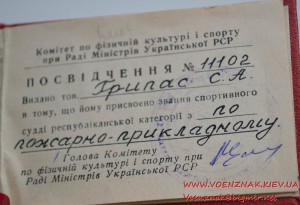 Комітет по фізичній культурі і спорту
при Раді Міністрів Української РСР
ПОСВІДЧЕННЯ № 11102
Видано тов. Трипас С. А.
в тому, що йому присвоєно звання спортивного
судді республіканської категорії з по
пожарно-прикладному.
Голова Комітету
по фізичній культурі і спорту при
Раді Міністрів Української РСР
WWW.VOENZNAK.KIEV.UA